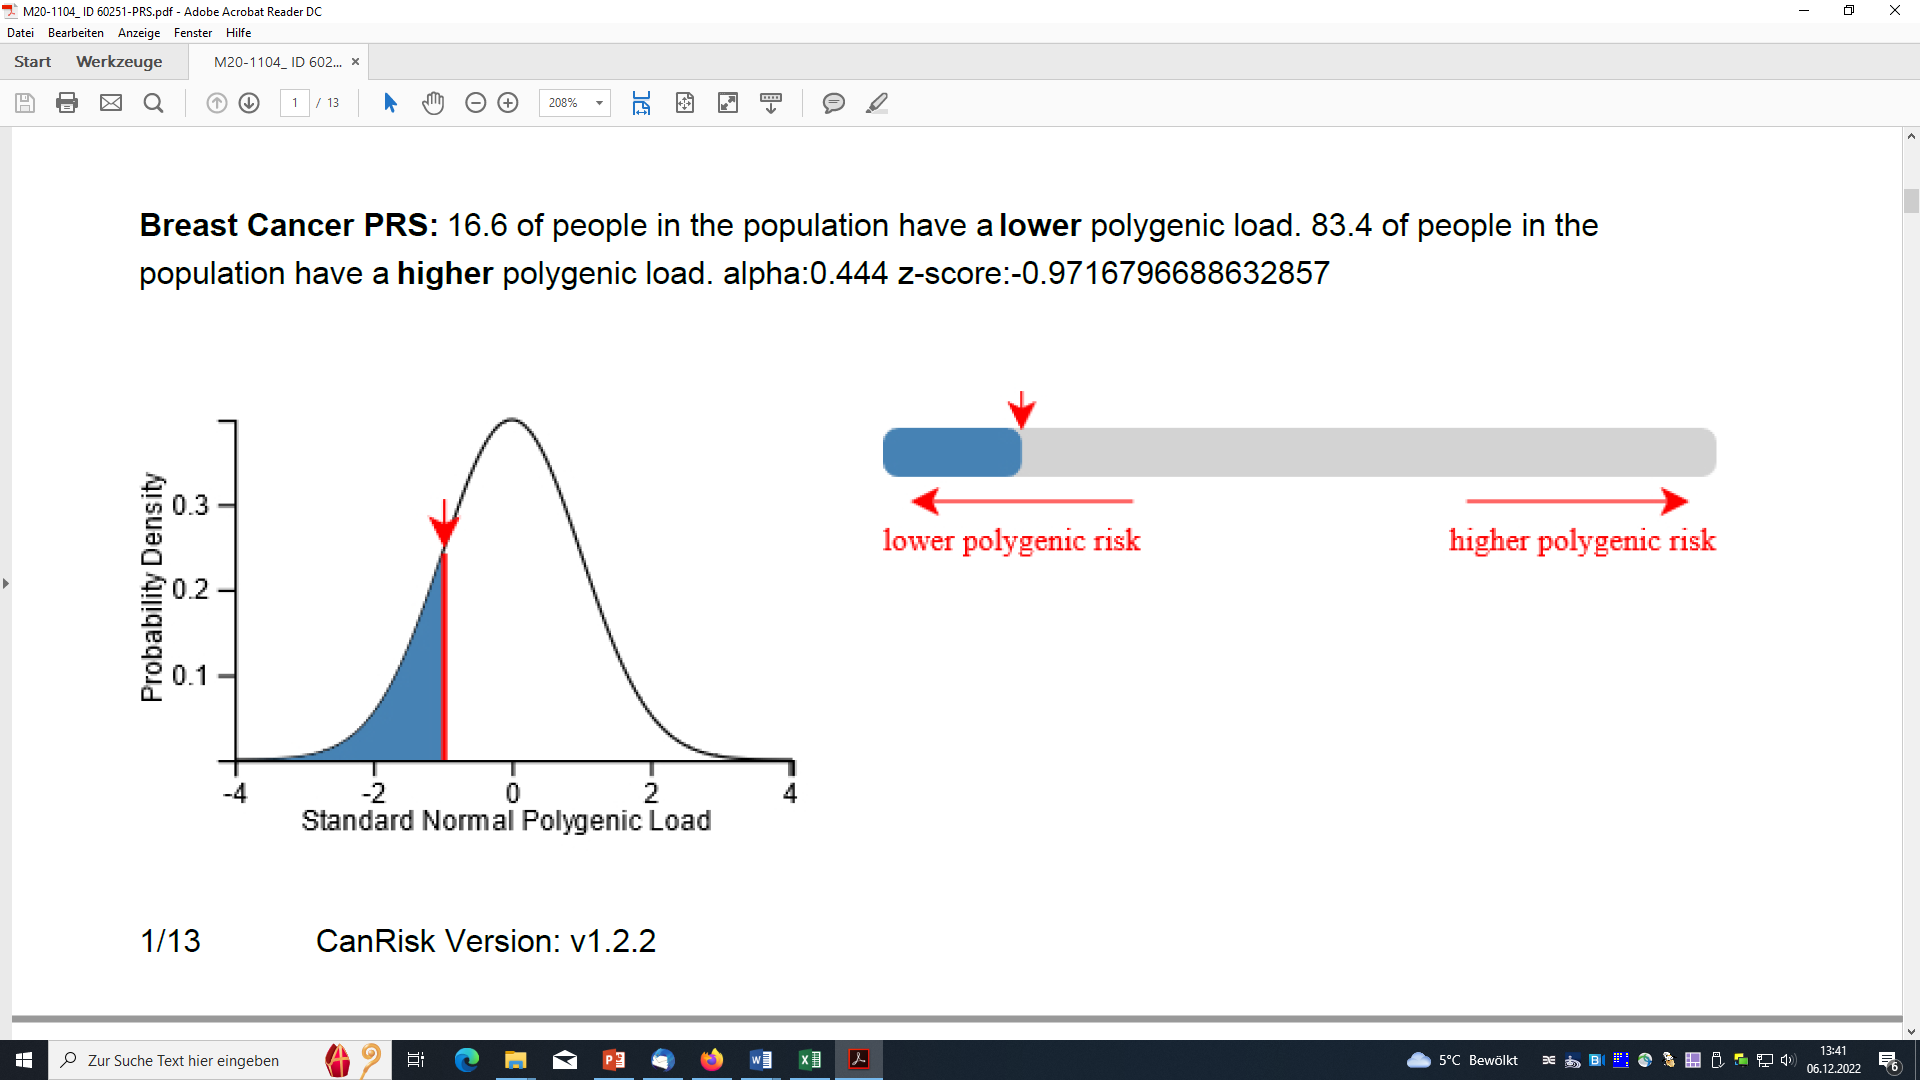 M20-1104_ ID 60251-PRS.pdf - Adobe Acrobat Reader DC
Datei Bearbeiten Anzeige Fenster Hilfe
Start Werkzeuge M20-1104_ ID 602... ×
1 / 13 208%
Breast Cancer PRS: 16.6 of people in the population have a lower polygenic load. 83.4 of people in the
population have a higher polygenic load. alpha:0.444 z-score:-0.9716796688632857
Probability Density
0.3
0.2
0.1
-4 -2 0 2 4
Standard Normal Polygenic Load
lower polygenic risk higher polygenic risk
1/13 CanRisk Version: v1.2.2
Zur Suche Text hier eingeben
5°C Bewölkt
13:41
06.12.2022
6